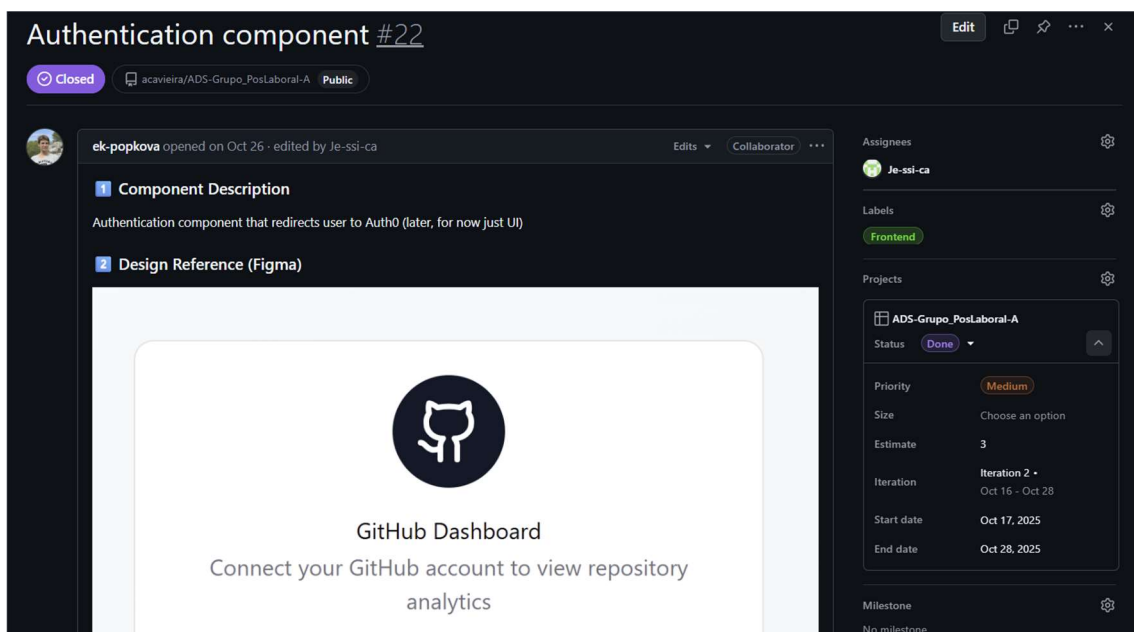 Authentication component #22
Edit
Closed
acavieira/ADS-Grupo_PosLaboral-A Public
ek-popkova opened on Oct 26 · edited by Je-ssi-ca
Edits
Collaborator
1 Component Description
Authentication component that redirects user to Auth0 (later, for now just UI)
2 Design Reference (Figma)
GitHub Dashboard
Connect your GitHub account to view repository
analytics
Assignees
Je-ssi-ca
Labels
Frontend
Projects
ADS-Grupo_PosLaboral-A
Status Done
Priority Medium
Size Choose an option
Estimate 3
Iteration Iteration 2 •
Oct 16 - Oct 28
Start date Oct 17, 2025
End date Oct 28, 2025
Milestone
No milestone